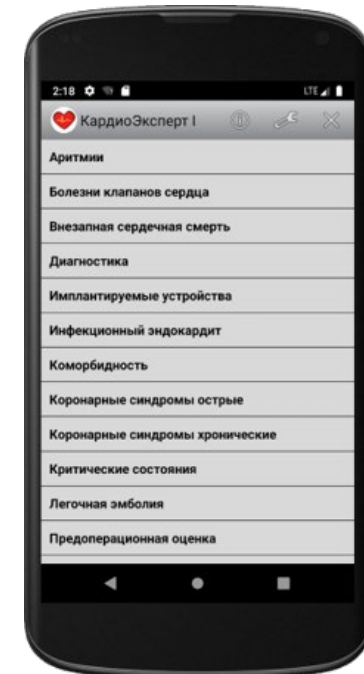 2:18 LTE
КардиоЭксперт I
Аритмии
Болезни клапанов сердца
Внезапная сердечная смерть
Диагностика
Имплантируемые устройства
Инфекционный эндокардит
Коморбидность
Коронарные синдромы острые
Коронарные синдромы хронические
Критические состояния
Легочная эмболия
Предоперационная оценка